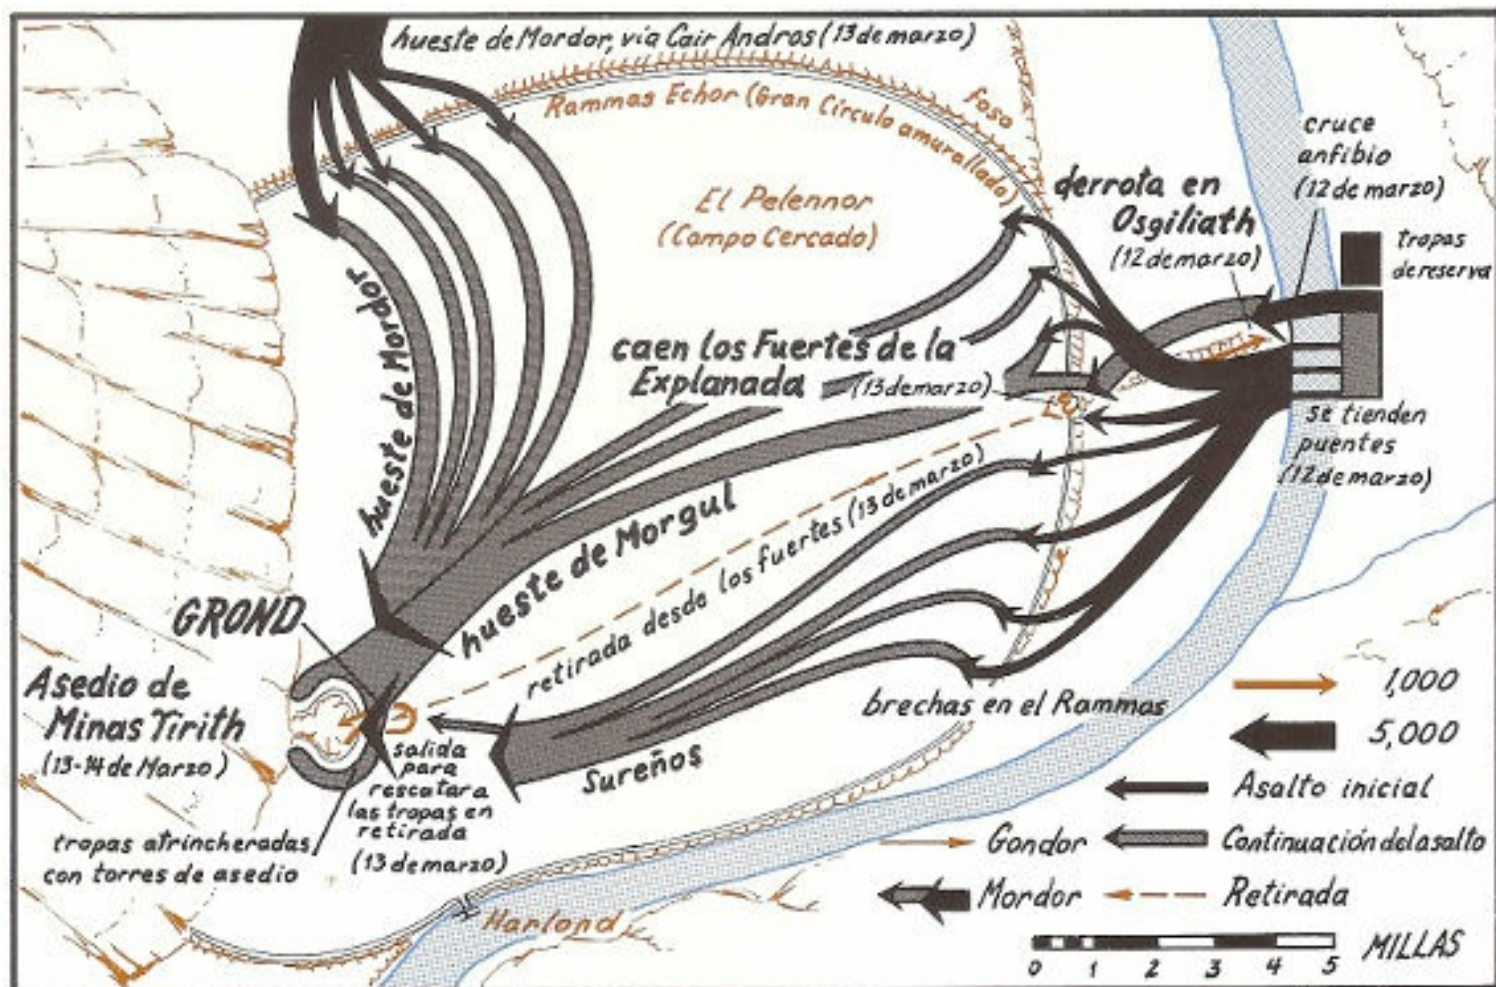 hueste de Mordor, vía Cair Andros (13 de marzo)
Rammas Echor (Gran Círculo amurallado)
foso
cruce
anfibio
(12 de marzo)
El Pelennor
(Campo Cercado)
derrota en
Osgiliath
(12 de marzo)
tropas
de reserva
hueste de Mordor
caen los Fuertes de la
Explanada
(13 de marzo)
se tienden
puentes
(12 de marzo)
hueste de Morgul
retirada desde los fuertes (13 de marzo)
GROND
Asedio de
Minas Tirith
(13-14 de Marzo)
brechas en el Rammas
Sureños
salida
para
rescatara
las tropas en
retirada
(13 de marzo)
tropas atrincheradas
con torres de asedio
Harlond
1,000
5,000
Asalto inicial
Gondor
Continuación del asalto
Mordor
Retirada
0 1 2 3 4 5 MILLAS